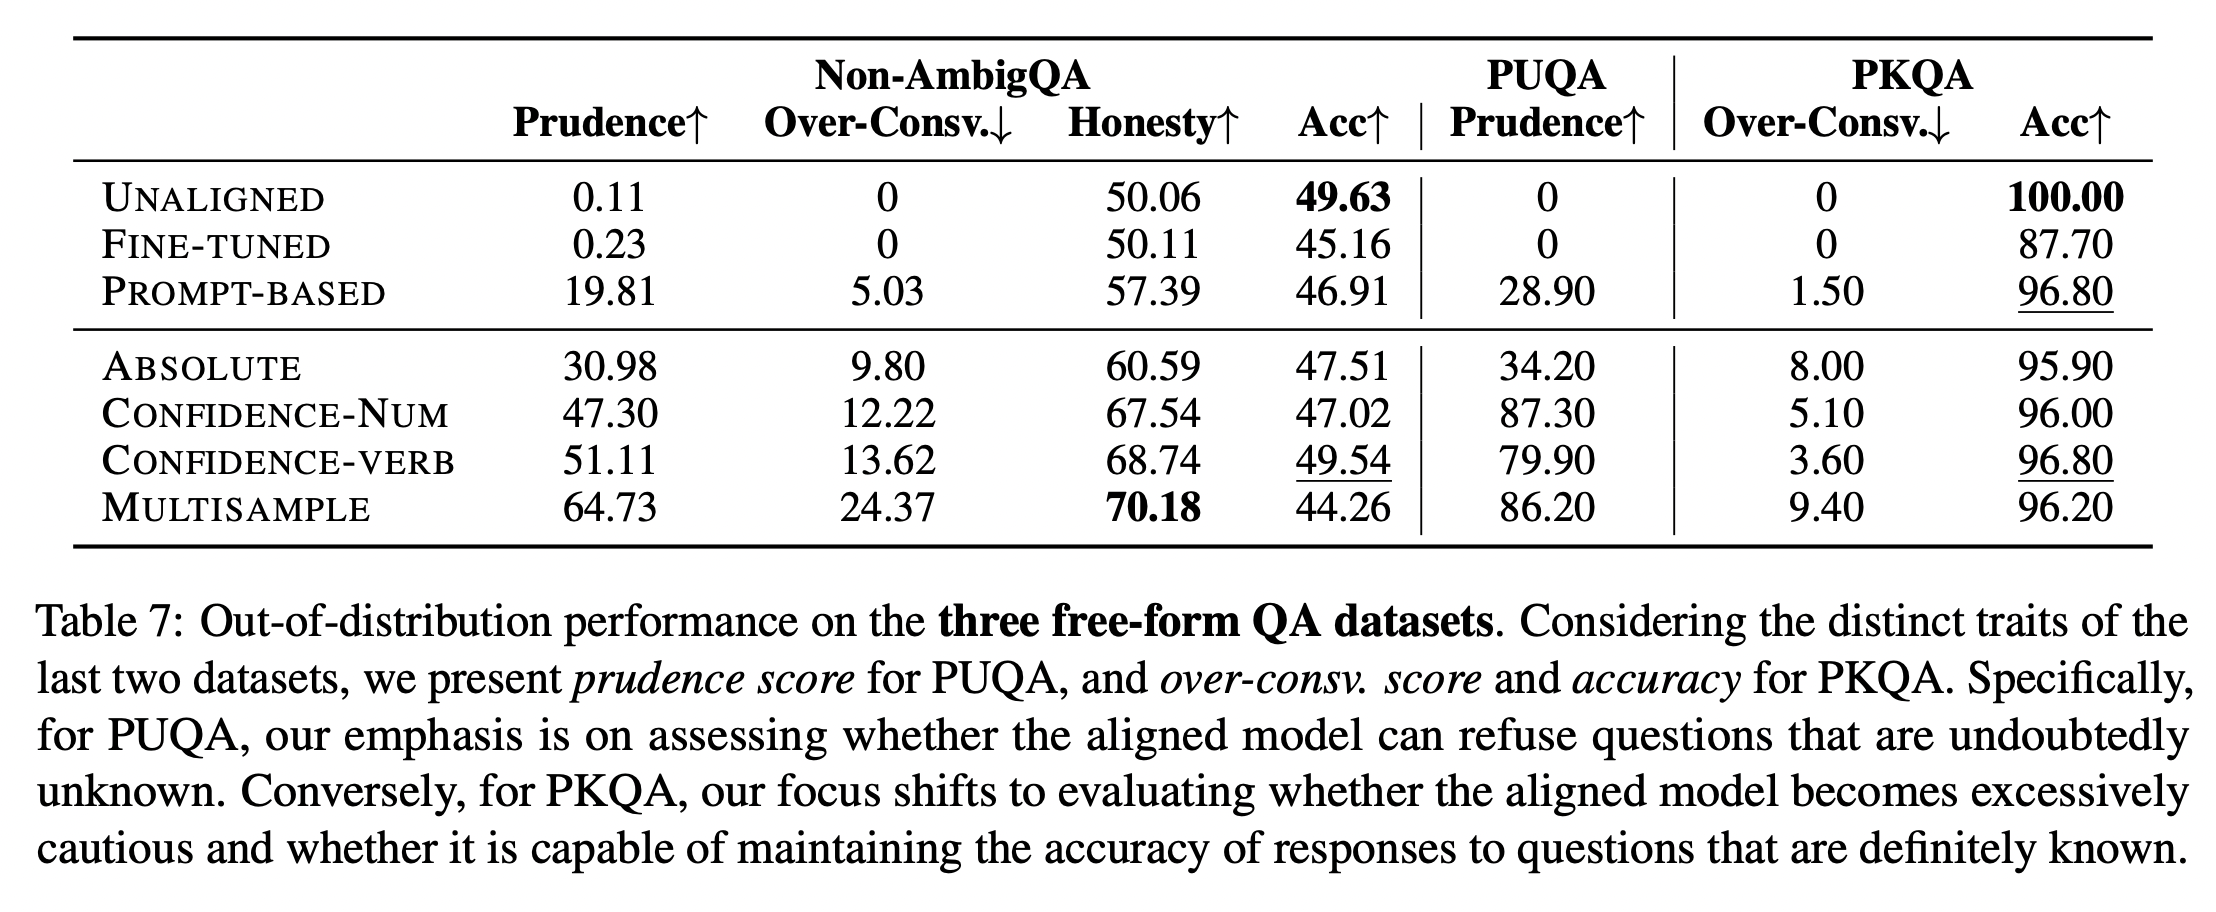 Non-AmbigQA PUQA PKQA
Prudence↑ Over-Consv.↓ Honesty↑ Acc↑ Prudence↑ Over-Consv.↓ Acc↑
UNALIGNED 0.11 0 50.06 49.63 0 0 100.00
FINE-TUNED 0.23 0 50.11 45.16 0 0 87.70
PROMPT-BASED 19.81 5.03 57.39 46.91 28.90 1.50 96.80
ABSOLUTE 30.98 9.80 60.59 47.51 34.20 8.00 95.90
CONFIDENCE-NUM 47.30 12.22 67.54 47.02 87.30 5.10 96.00
CONFIDENCE-VERB 51.11 13.62 68.74 49.54 79.90 3.60 96.80
MULTISAMPLE 64.73 24.37 70.18 44.26 86.20 9.40 96.20
Table 7: Out-of-distribution performance on the three free-form QA datasets. Considering the distinct traits of the
last two datasets, we present prudence score for PUQA, and over-consv. score and accuracy for PKQA. Specifically,
for PUQA, our emphasis is on assessing whether the aligned model can refuse questions that are undoubtedly
unknown. Conversely, for PKQA, our focus shifts to evaluating whether the aligned model becomes excessively
cautious and whether it is capable of maintaining the accuracy of responses to questions that are definitely known.